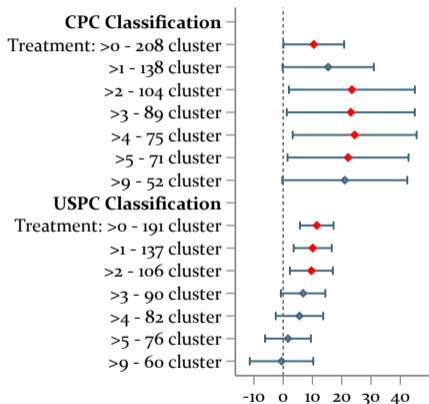 CPC Classification
Treatment: >0 - 208 cluster
>1 - 138 cluster
>2 - 104 cluster
>3 - 89 cluster
>4 - 75 cluster
>5 - 71 cluster
>9 - 52 cluster
USPC Classification
Treatment: >0 - 191 cluster
>1 - 137 cluster
>2 - 106 cluster
>3 - 90 cluster
>4 - 82 cluster
>5 - 76 cluster
>9 - 60 cluster
-10 0 10 20 30 40